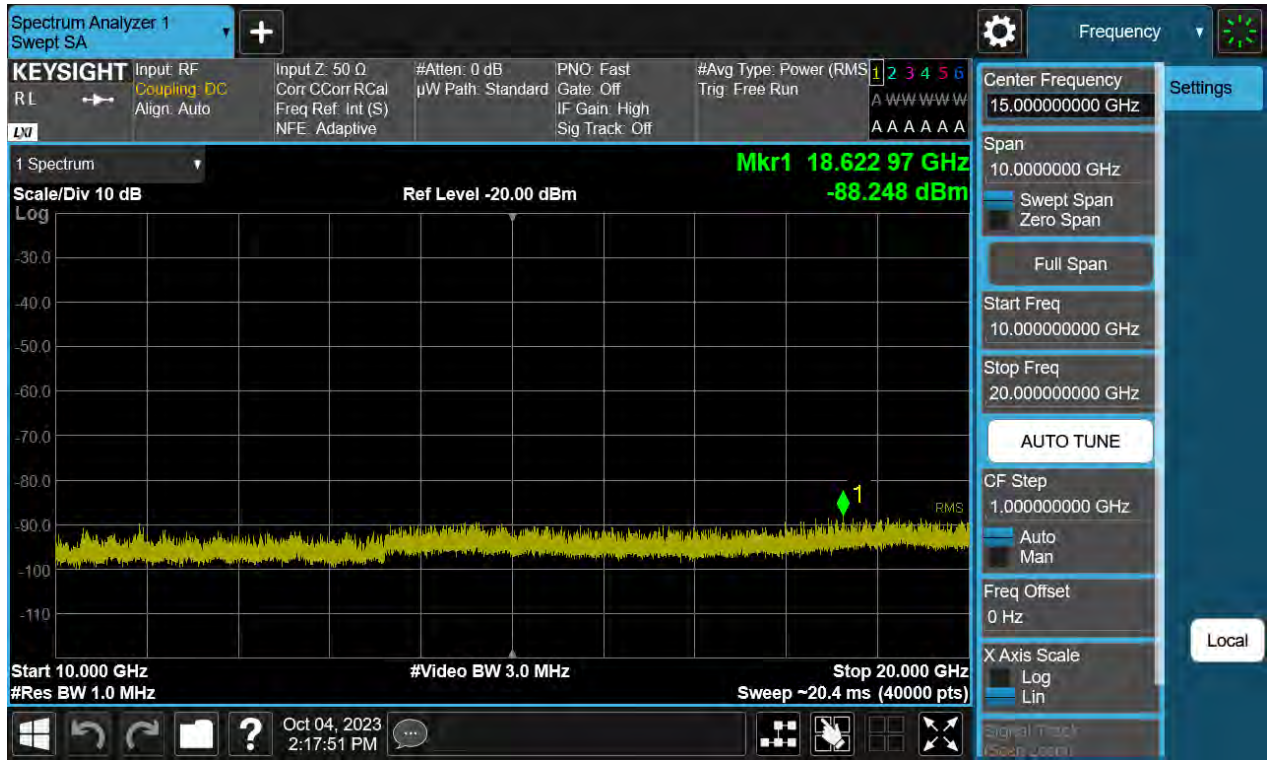 Spectrum Analyzer 1
Swept SA
Frequency
KEYSIGHT
RL
LXI
Input: RF
Coupling: DC
Align: Auto
Input Z: 50 Ω
Corr CCorr RCal
Freq Ref: Int (S)
NFE: Adaptive
#Atten: 0 dB
µW Path: Standard
PNO: Fast
Gate: Off
IF Gain: High
Sig Track: Off
#Avg Type: Power (RMS
Trig: Free Run
1 2 3 4 5 6
A W W W W W
A A A A A A
1 Spectrum
Mkr1 18.622 97 GHz
-88.248 dBm
Scale/Div 10 dB
Ref Level -20.00 dBm
Log
-30.0
-40.0
-50.0
-60.0
-70.0
-80.0
-90.0
-100
-110
1
RMS
Start 10.000 GHz
#Video BW 3.0 MHz
Stop 20.000 GHz
#Res BW 1.0 MHz
Sweep ~20.4 ms (40000 pts)
Center Frequency
15.000000000 GHz
Settings
Span
10.0000000 GHz
Swept Span
Zero Span
Full Span
Start Freq
10.000000000 GHz
Stop Freq
20.000000000 GHz
AUTO TUNE
CF Step
1.000000000 GHz
Auto
Man
Freq Offset
0 Hz
X Axis Scale
Log
Lin
Signal Track
(Span Zoom)
Local
?
Oct 04, 2023
2:17:51 PM